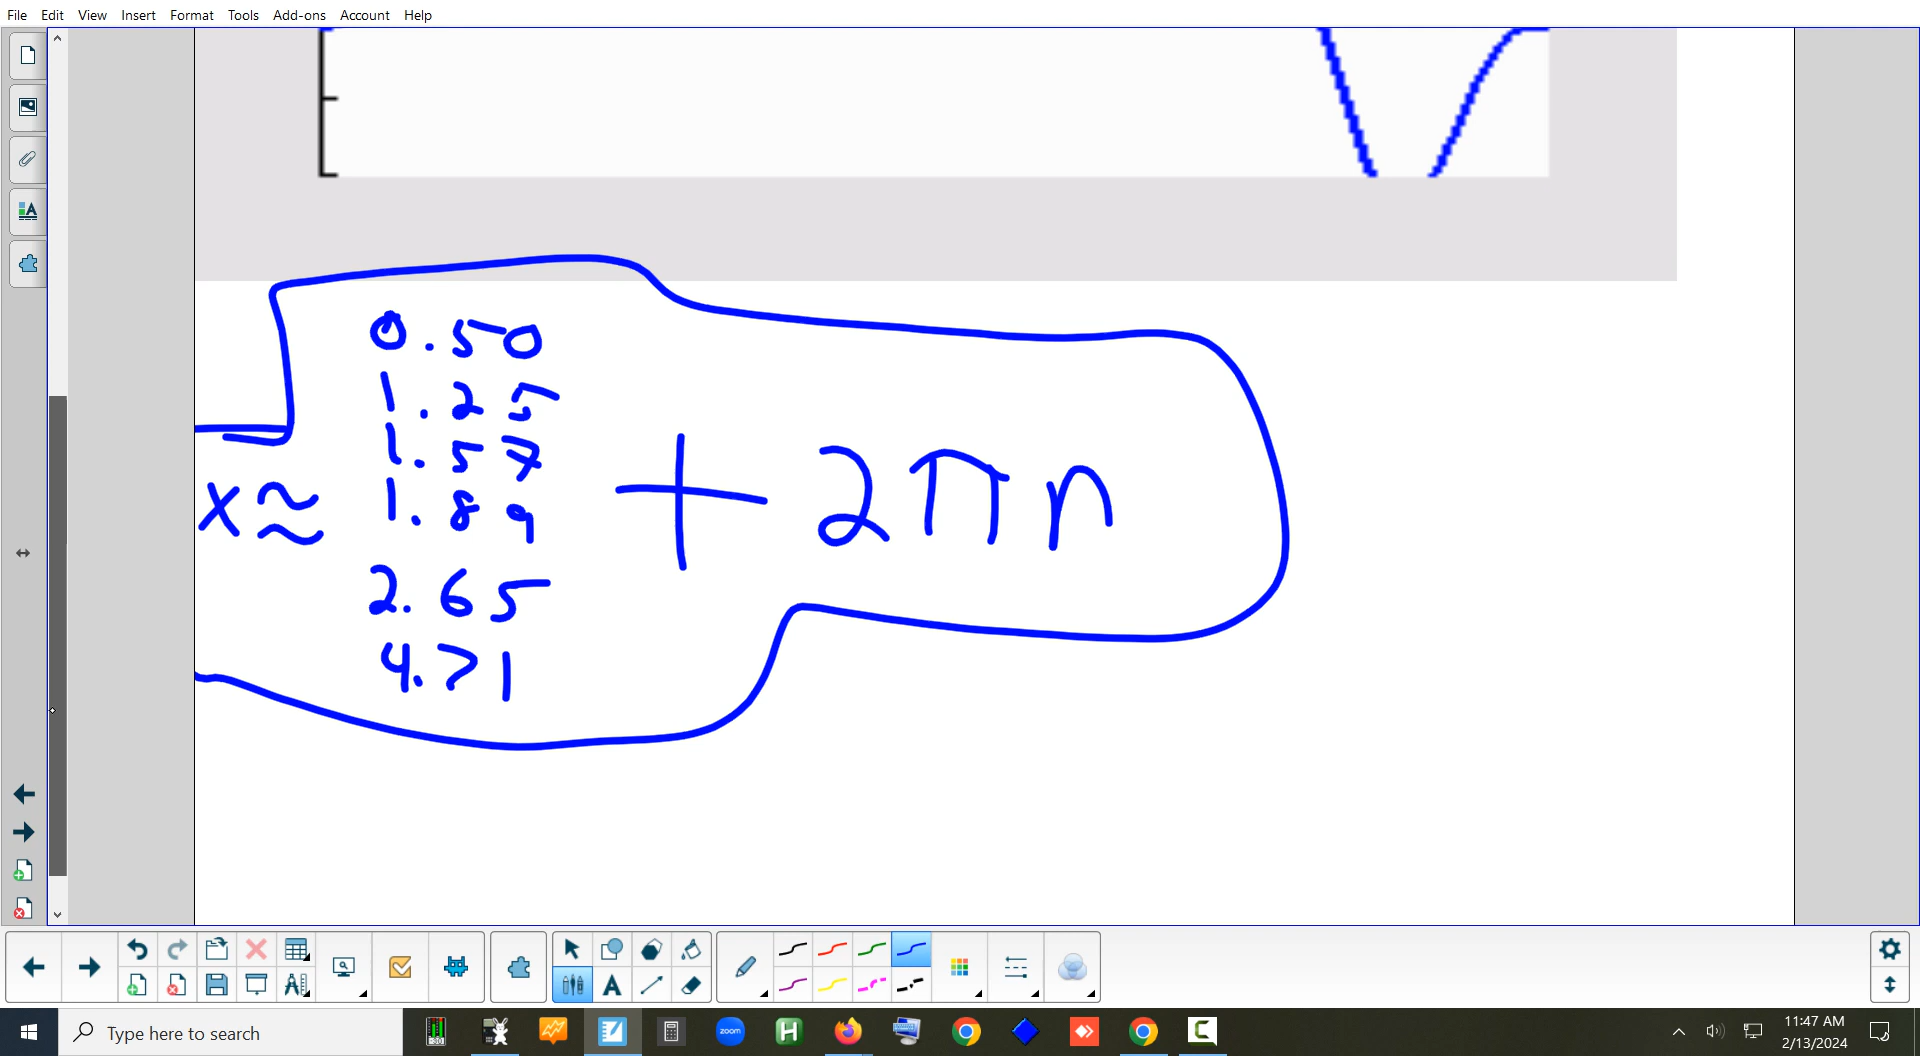 File Edit View Insert Format Tools Add-ons Account Help
0.50
1.25
1.57
x ≈ 1.89 + 2πn
2.65
4.71
A
A
zoom
H
C
Type here to search
11:47 AM
2/13/2024